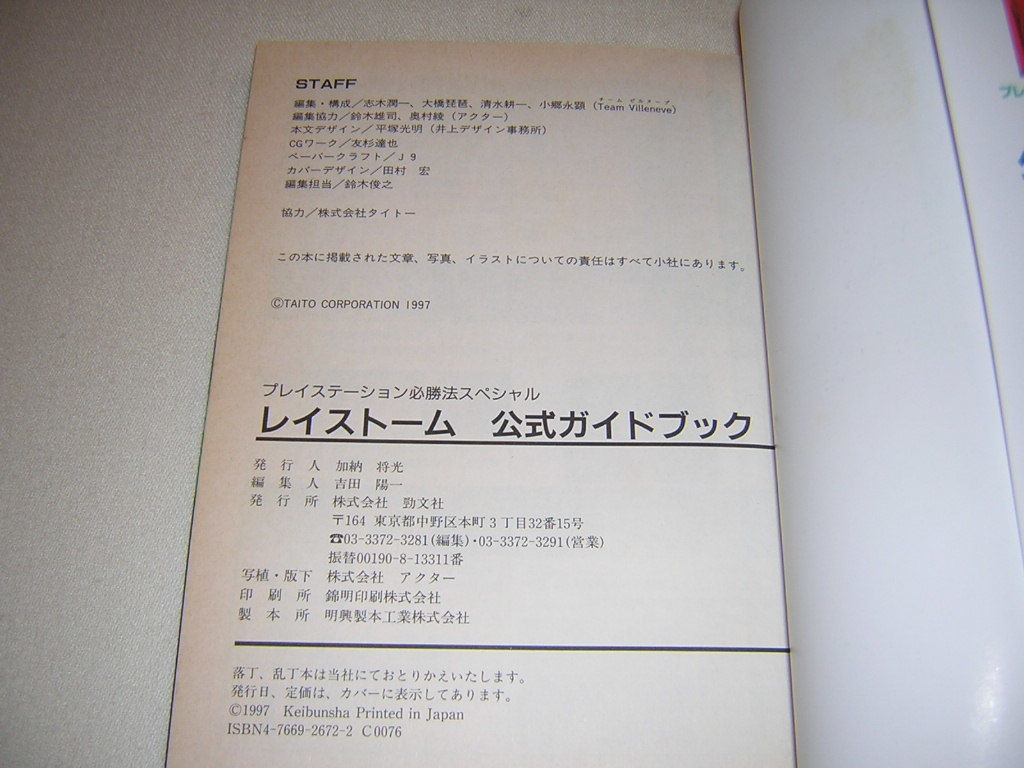 STAFF
編集・構成／志木潤一、大橋琵琶、清水耕一、小郷永顕（Team Villeneve）
編集協力／鈴木雄司、奥村綾（アクター）
本文デザイン／平塚光明（井上デザイン事務所）
CGワーク／友杉達也
ペーパークラフト／J 9
カバーデザイン／田村　宏
編集担当／鈴木俊之
協力／株式会社タイトー
この本に掲載された文章、写真、イラストについての責任はすべて小社にあります。
©TAITO CORPORATION 1997
プレイステーション必勝法スペシャル
レイストーム　公式ガイドブック
発　行　人　加納　将光
編　集　人　吉田　陽一
発　行　所　株式会社　勁文社
〒164 東京都中野区本町3丁目32番15号
☎03-3372-3281(編集)・03-3372-3291(営業)
振替00190-8-13311番
写植・版下　株式会社　アクター
印　刷　所　錦明印刷株式会社
製　本　所　明興製本工業株式会社
落丁、乱丁本は当社にておとりかえいたします。
発行日、定価は、カバーに表示してあります。
©1997　Keibunsha Printed in Japan
ISBN4-7669-2672-2 C0076
プレ